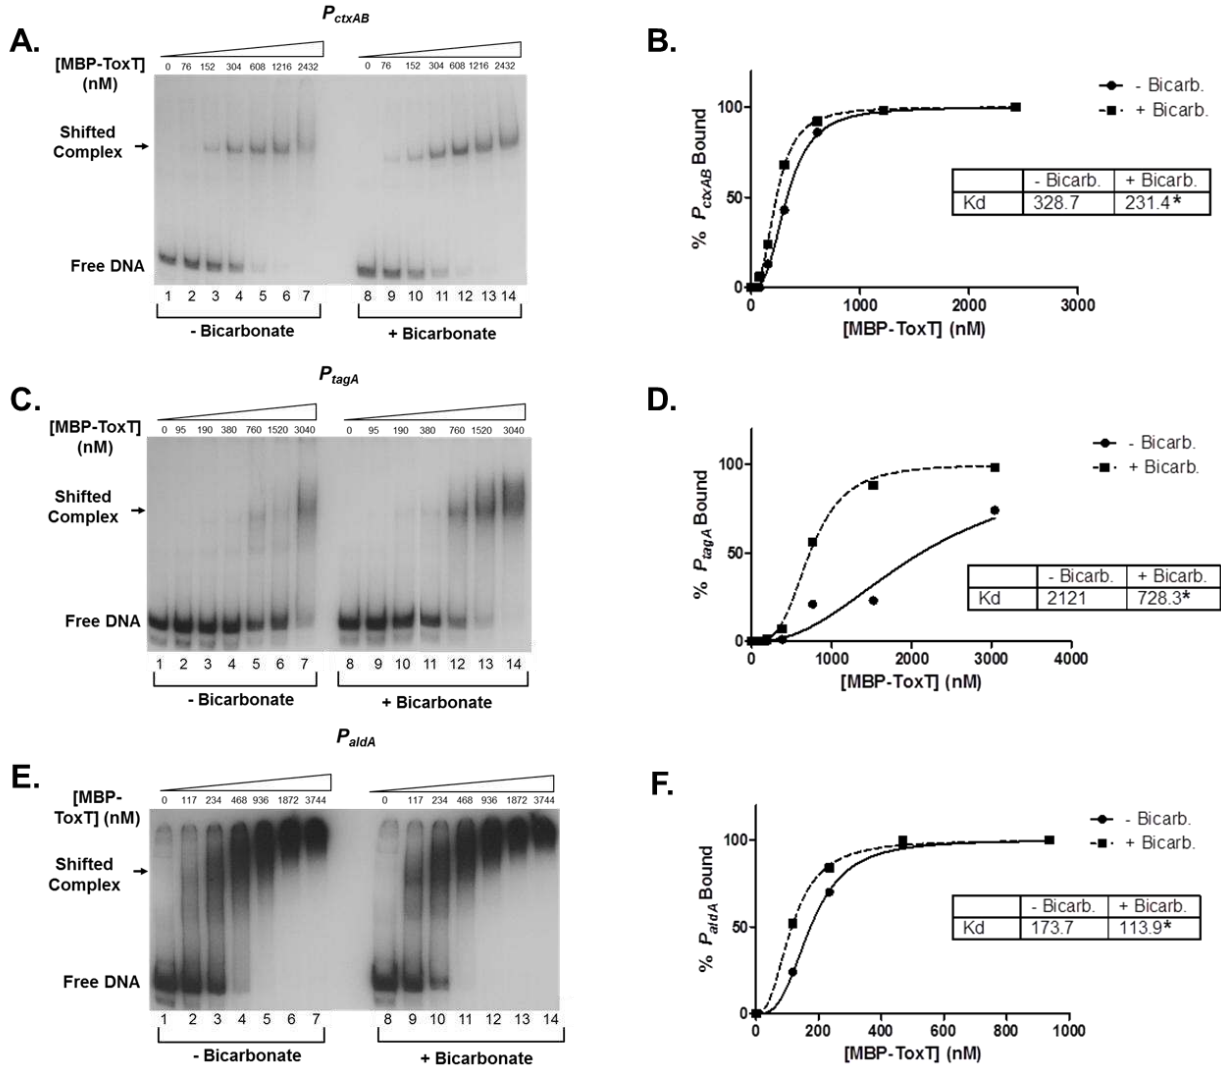 P_ctxAB
A.
[MBP-ToxT] (nM)
0 76 152 304 608 1216 2432
0 76 152 304 608 1216 2432
Shifted Complex
Free DNA
1 2 3 4 5 6 7
8 9 10 11 12 13 14
- Bicarbonate
+ Bicarbonate
B.
% PctxAB Bound
100
50
0
0 1000 2000 3000
[MBP-ToxT] (nM)
- Bicarb.
+ Bicarb.
- Bicarb. + Bicarb.
Kd 328.7 231.4*
PtagA
C.
[MBP-ToxT] (nM)
0 95 190 380 760 1520 3040
0 95 190 380 760 1520 3040
Shifted Complex
Free DNA
1 2 3 4 5 6 7
8 9 10 11 12 13 14
- Bicarbonate
+ Bicarbonate
D.
% PtagA Bound
100
50
0
0 1000 2000 3000 4000
[MBP-ToxT] (nM)
- Bicarb.
+ Bicarb.
- Bicarb. + Bicarb.
Kd 2121 728.3*
PaldA
E.
[MBP-ToxT] (nM)
0 117 234 468 936 1872 3744
0 117 234 468 936 1872 3744
Shifted Complex
Free DNA
1 2 3 4 5 6 7
8 9 10 11 12 13 14
- Bicarbonate
+ Bicarbonate
F.
% PaldA Bound
100
50
0
0 200 400 600 800 1000
[MBP-ToxT] (nM)
- Bicarb.
+ Bicarb.
- Bicarb. + Bicarb.
Kd 173.7 113.9*